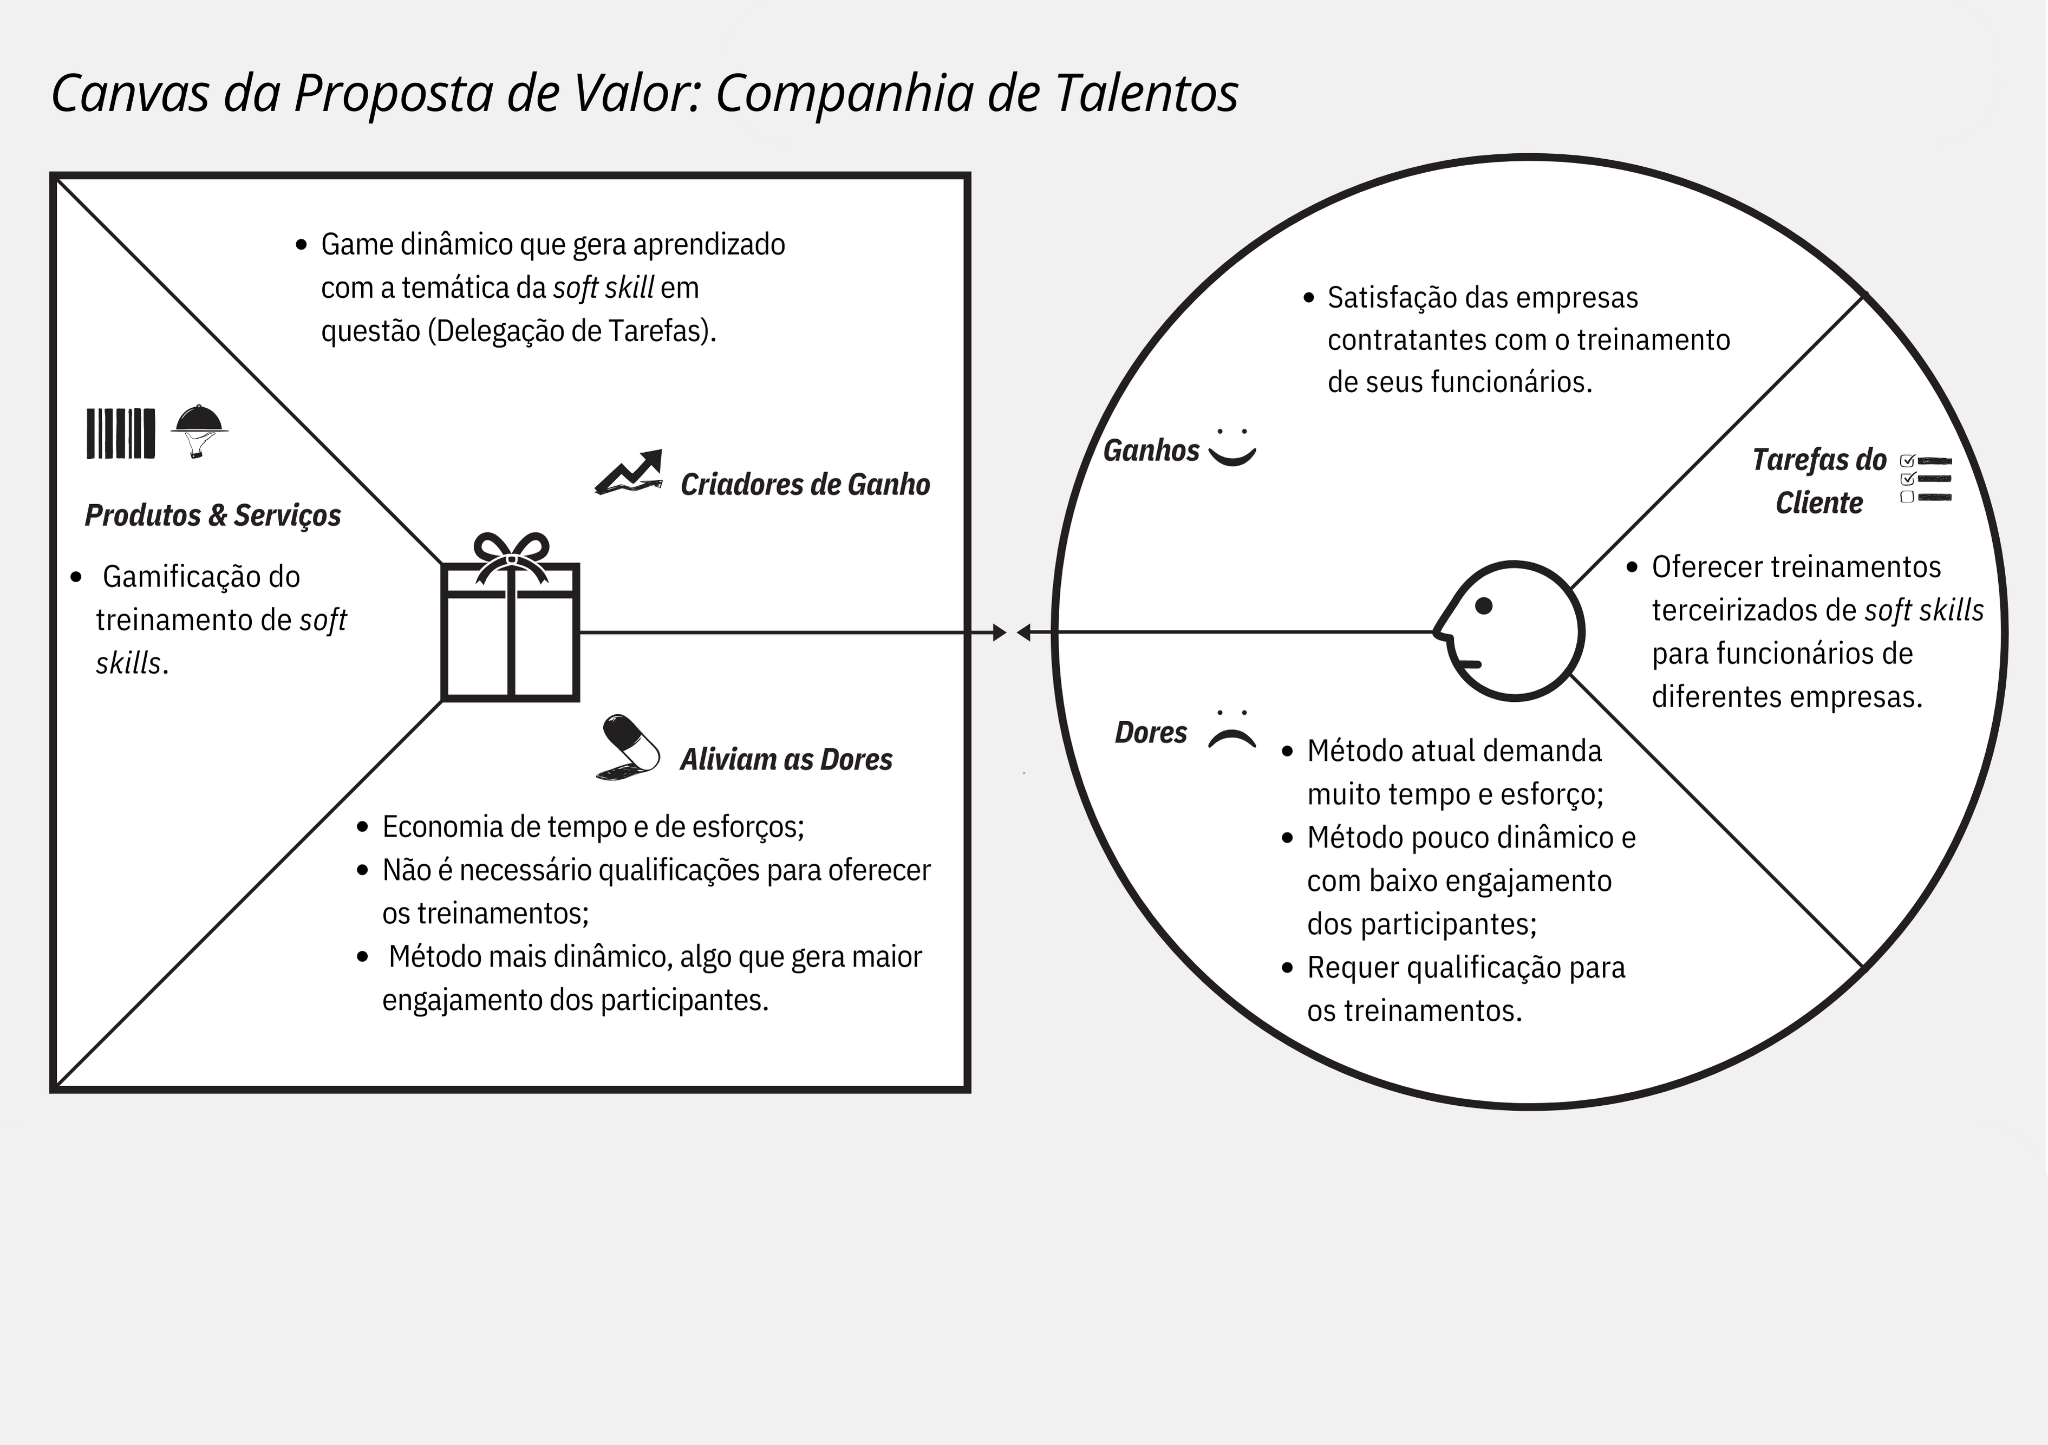 Canvas da Proposta de Valor: Companhia de Talentos
• Game dinâmico que gera aprendizado
com a temática da soft skill em
questão (Delegação de Tarefas).
Criadores de Ganho
Produtos & Serviços
• Gamificação do
treinamento de soft
skills.
Aliviam as Dores
• Economia de tempo e de esforços;
• Não é necessário qualificações para oferecer
os treinamentos;
• Método mais dinâmico, algo que gera maior
engajamento dos participantes.
• Satisfação das empresas
contratantes com o treinamento
de seus funcionários.
Ganhos
Tarefas do
Cliente
• Oferecer treinamentos
terceirizados de soft skills
para funcionários de
diferentes empresas.
Dores
• Método atual demanda
muito tempo e esforço;
• Método pouco dinâmico e
com baixo engajamento
dos participantes;
• Requer qualificação para
os treinamentos.